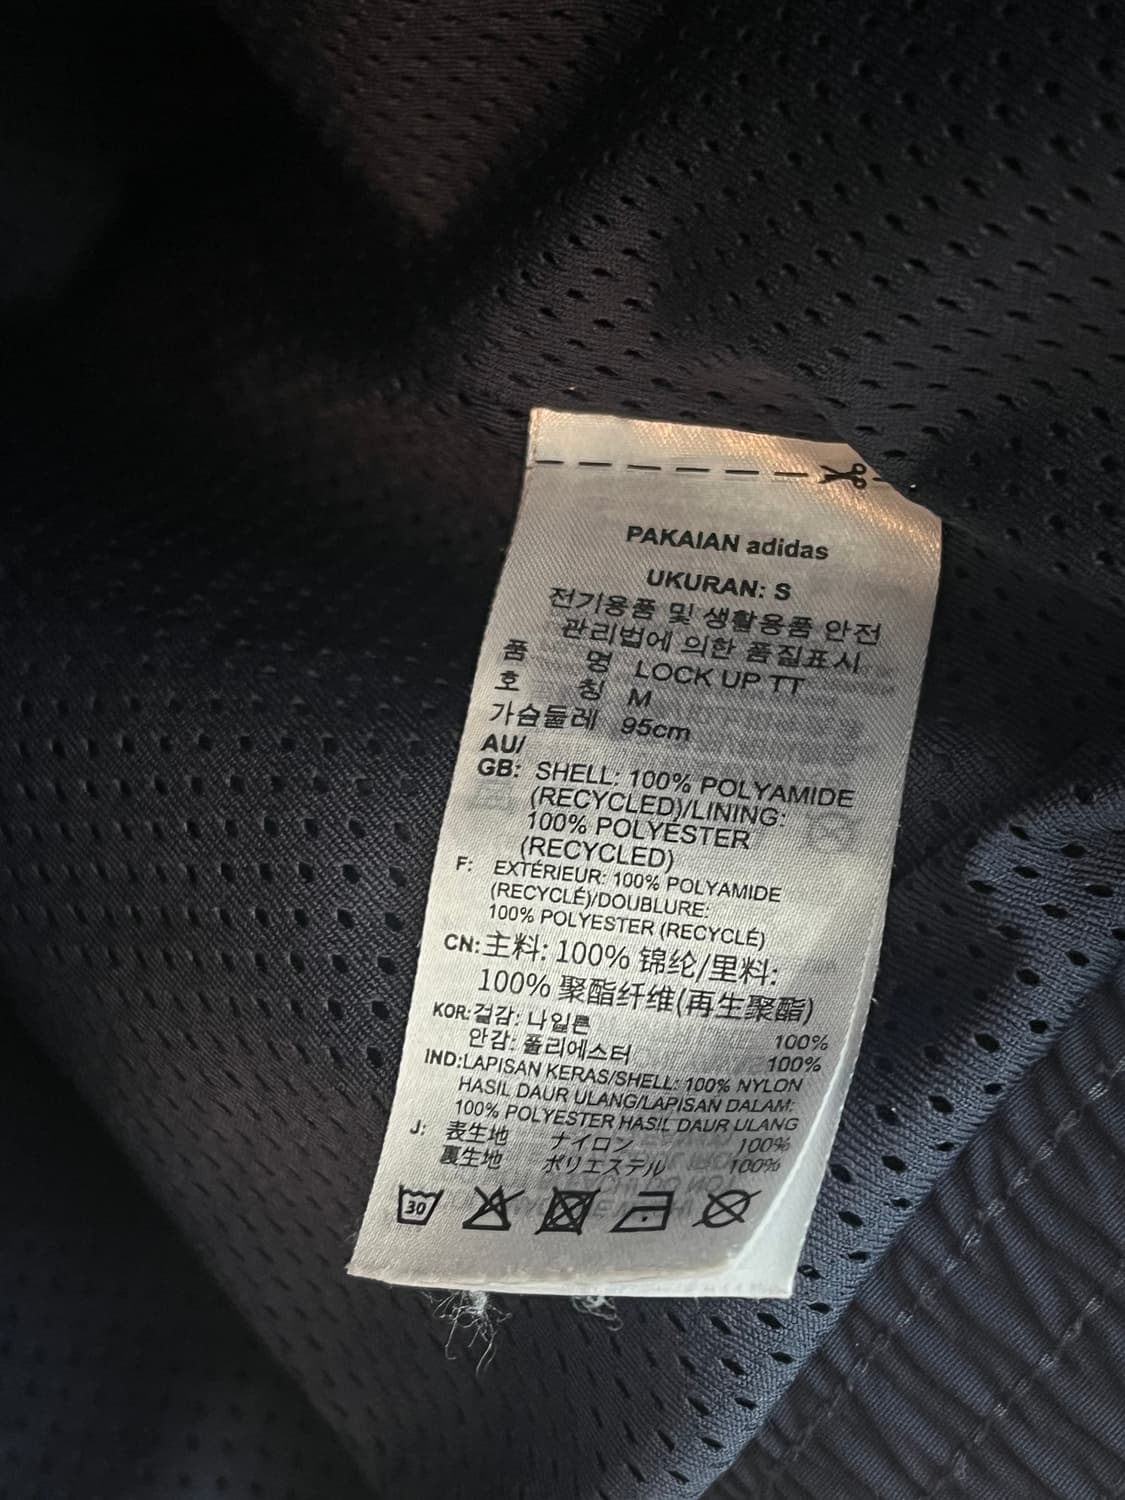 PAKAIAN adidas
UKURAN: S
전기용품 및 생활용품 안전
관리법에 의한 품질표시
품 명 LOCK UP TT
호 칭 M
가슴둘레 95cm
AU/
GB: SHELL: 100% POLYAMIDE
(RECYCLED)/LINING:
100% POLYESTER
(RECYCLED)
F: EXTÉRIEUR: 100% POLYAMIDE
(RECYCLÉ)/DOUBLURE:
100% POLYESTER (RECYCLÉ)
CN:主料: 100% 锦纶/里料:
100% 聚酯纤维(再生聚酯)
KOR:겉감: 나일론 100%
안감: 폴리에스터 100%
IND:LAPISAN KERAS/SHELL: 100% NYLON
HASIL DAUR ULANG/LAPISAN DALAM:
100% POLYESTER HASIL DAUR ULANG
J: 表生地 ナイロン 100%
裏生地 ポリエステル 100%
30